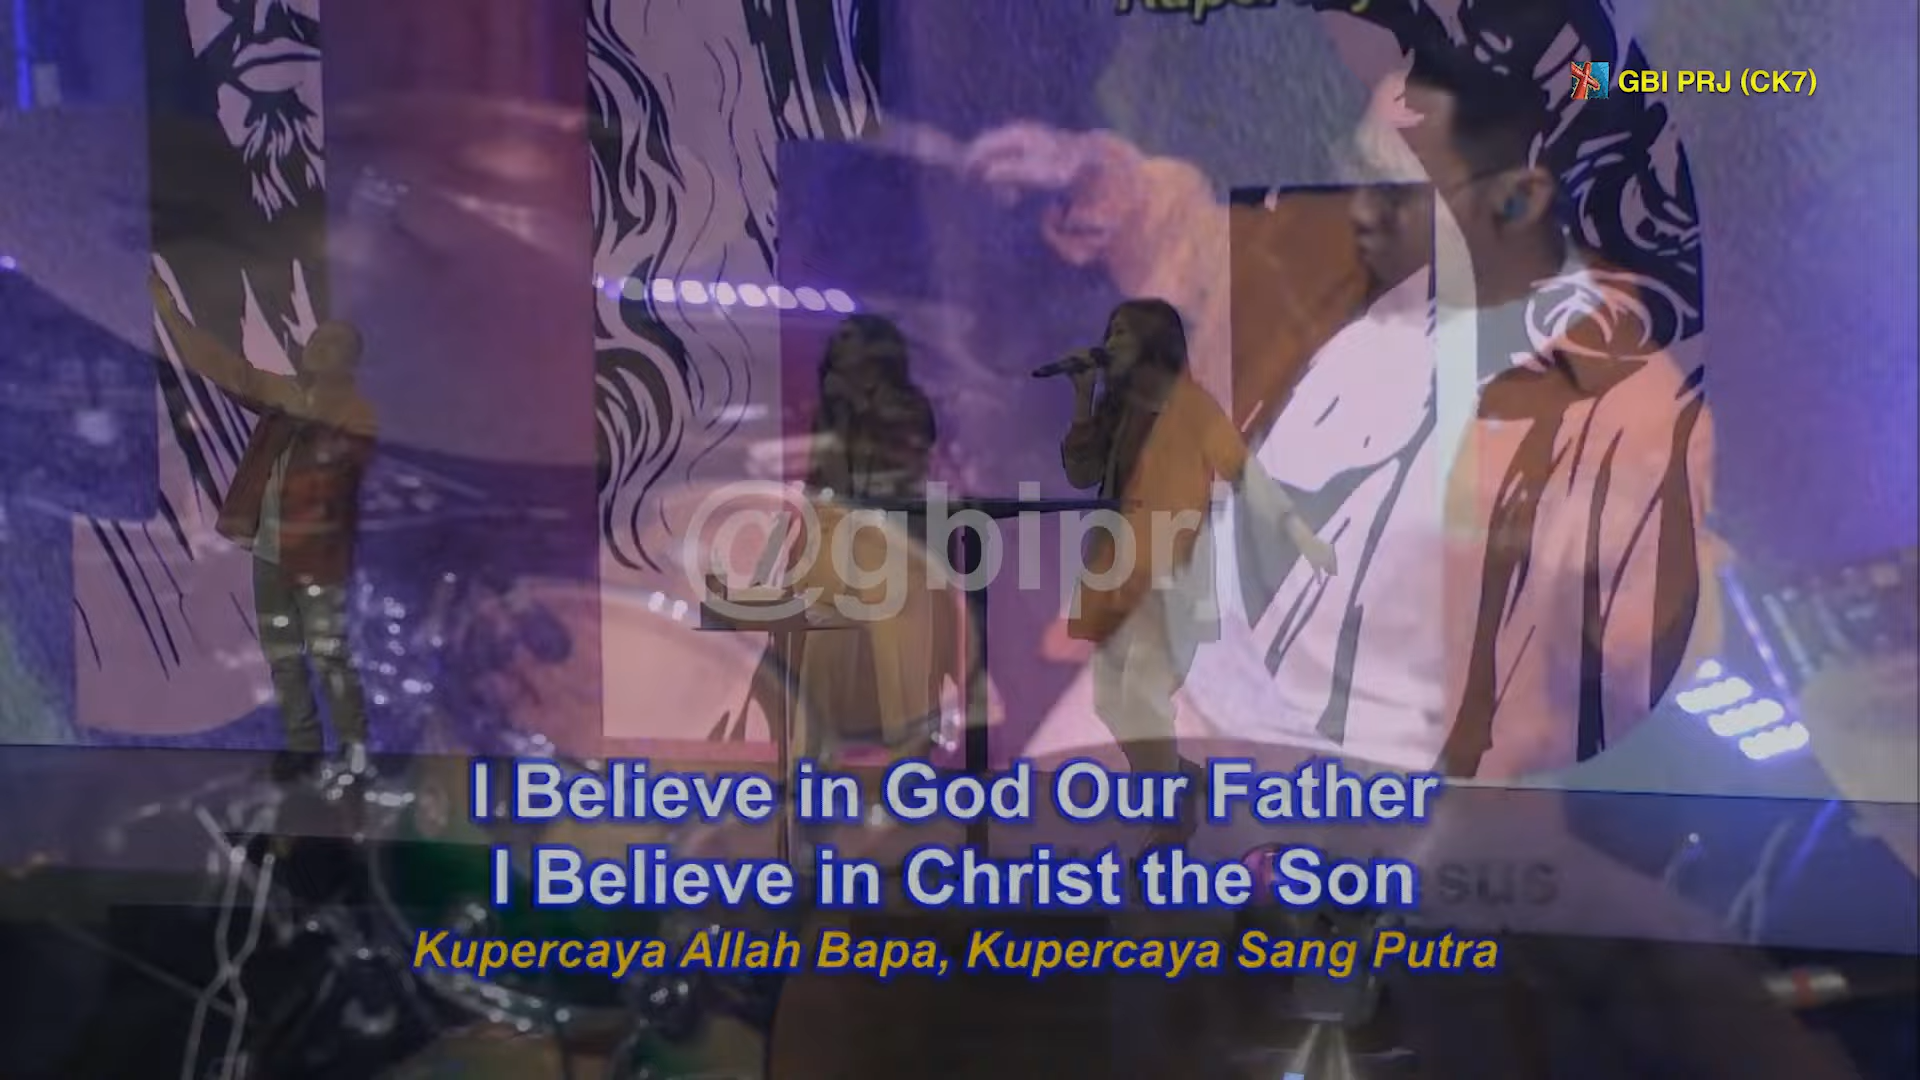 GBI PRJ (CK7)
@gbiprj
I Believe in God Our Father
I Believe in Christ the Son
sus
Kupercaya Allah Bapa, Kupercaya Sang Putra